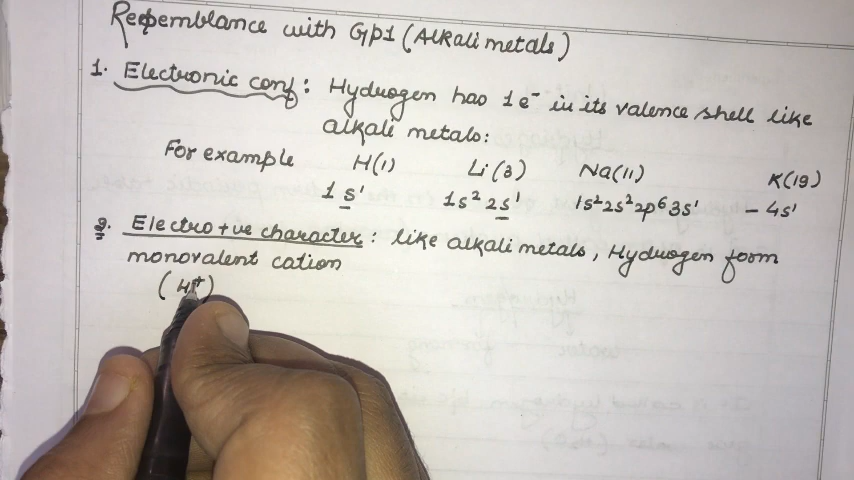 Resemblance with Gp1 (Alkali metals)
1. Electronic conf: Hydrogen has 1e⁻ in its valence shell like
alkali metals:
For example H(1) Li(3) Na(11) K(19)
1s¹ 1s² 2s¹ 1s²2s²2p⁶3s¹ – 4s¹
2. Electro +ve character: like alkali metals, Hydrogen form
monovalent cation
(H⁺)